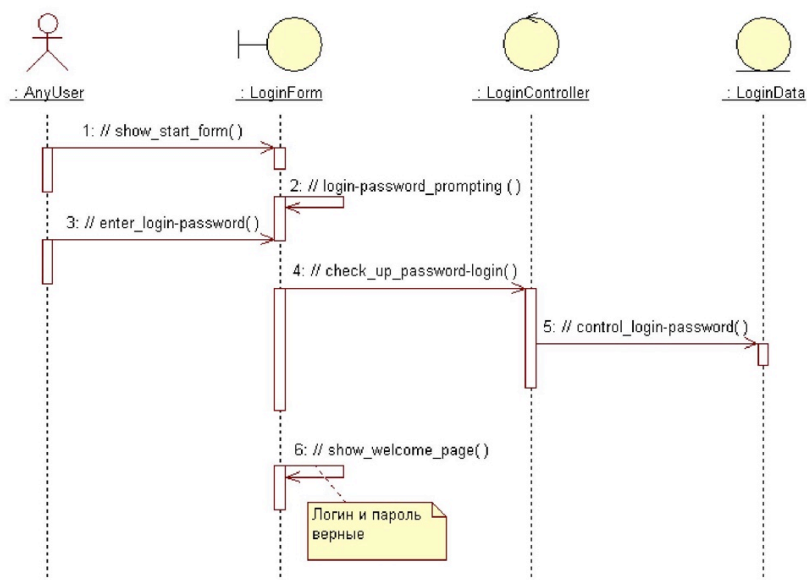 : AnyUser
: LoginForm
: LoginController
: LoginData
1: // show_start_form( )
2: // login-password_prompting ( )
3: // enter_login-password( )
4: // check_up_password-login( )
5: // control_login-password( )
6: // show_welcome_page( )
Логин и пароль
верные